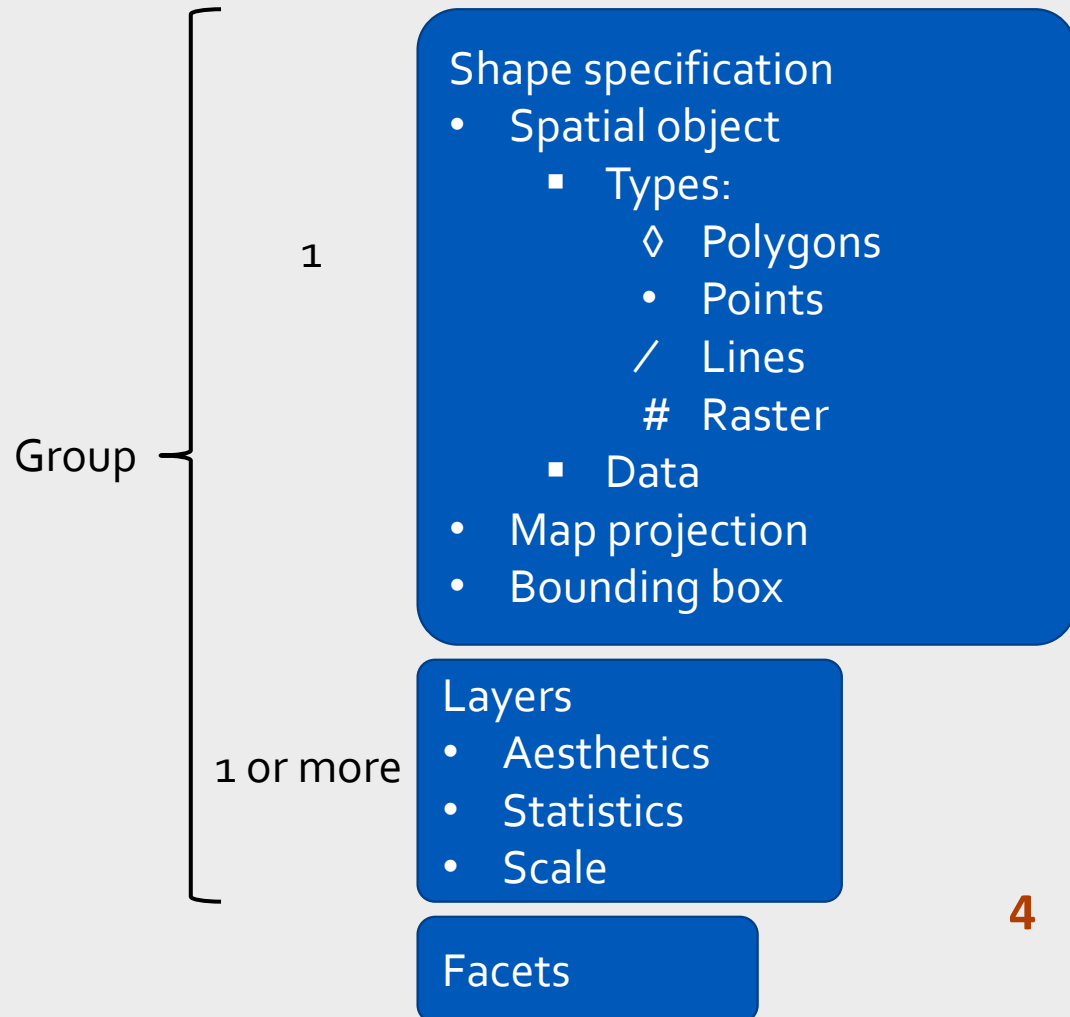 Group
1
Shape specification
• Spatial object
▪ Types:
◊ Polygons
• Points
/ Lines
# Raster
▪ Data
• Map projection
• Bounding box
1 or more
Layers
• Aesthetics
• Statistics
• Scale
4
Facets